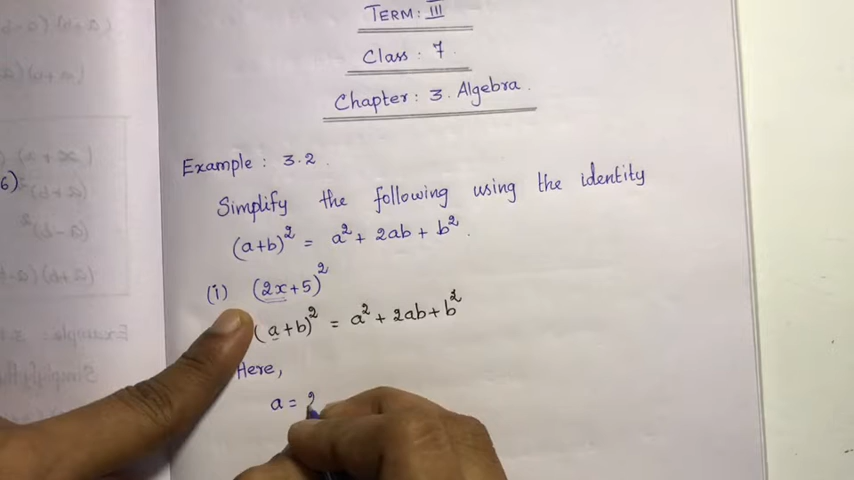 TERM: III
Class : 7
Chapter : 3. Algebra.
Example : 3.2.
6)
Simplify the following using the identity
(a+b)² = a² + 2ab + b².
(i) (2x+5)²
(a+b)² = a² + 2ab + b²
Here,
a = 2